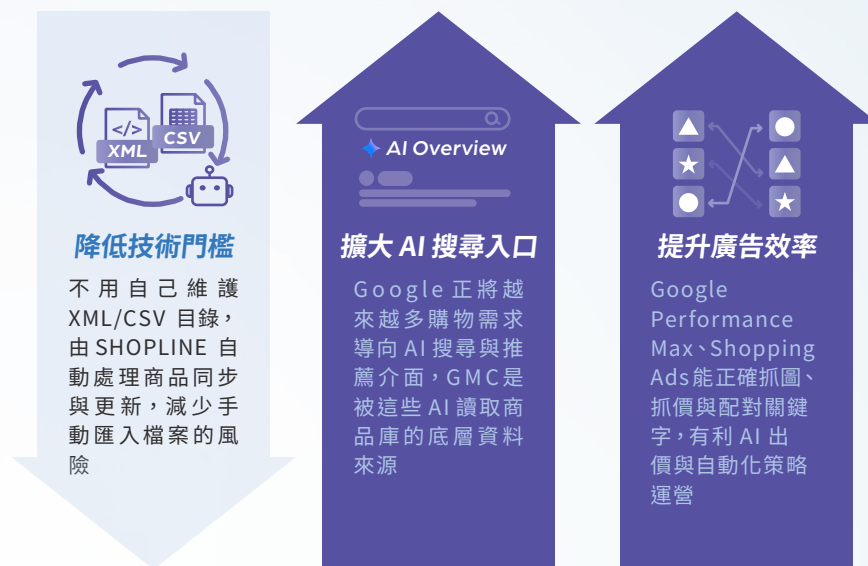 </>
XML
CSV
降低技術門檻
不用自己維護
XML/CSV 目錄，
由 SHOPLINE 自
動處理商品同步
與更新，減少手
動匯入檔案的風
險
AI Overview
擴大 AI 搜尋入口
Google 正將越
來越多購物需求
導向 AI 搜尋與推
薦介面，GMC是
被這些 AI 讀取商
品庫的底層資料
來源
提升廣告效率
Google
Performance
Max、Shopping
Ads能正確抓圖、
抓價與配對關鍵
字，有利 AI 出
價與自動化策略
運營